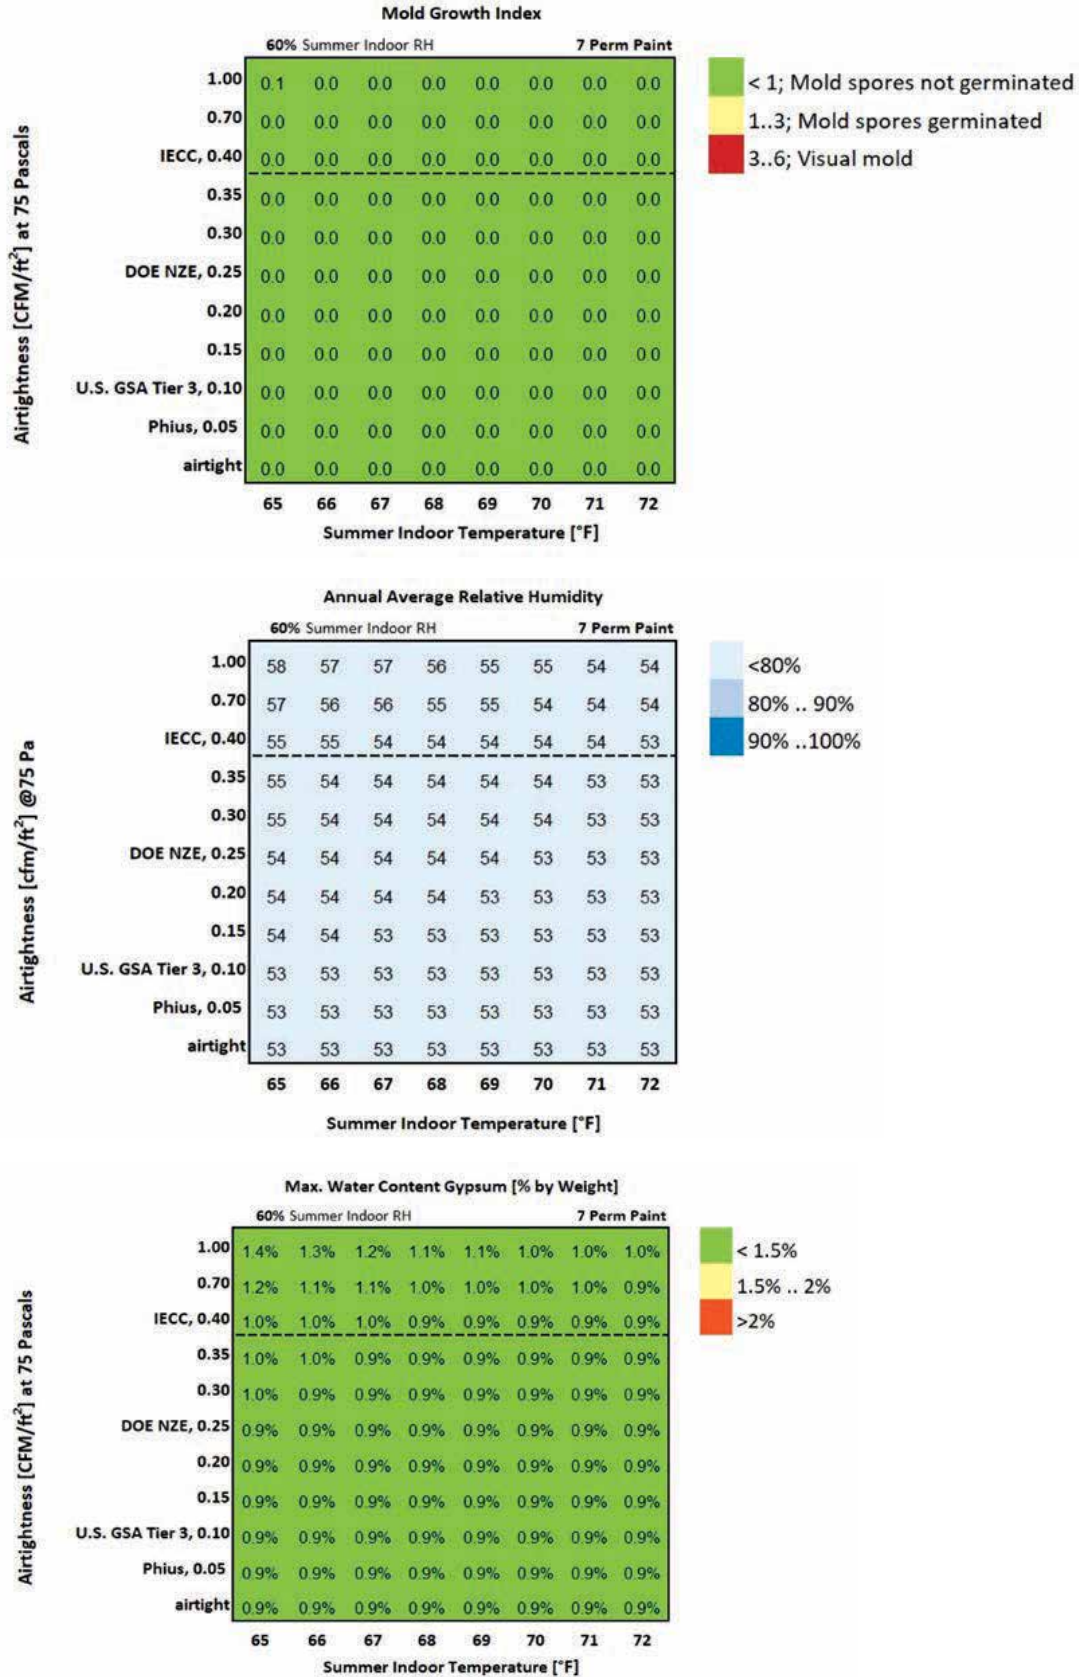 Mold Growth Index
60% Summer Indoor RH 7 Perm Paint
1.00 0.1 0.0 0.0 0.0 0.0 0.0 0.0 0.0
0.70 0.0 0.0 0.0 0.0 0.0 0.0 0.0 0.0
IECC, 0.40 0.0 0.0 0.0 0.0 0.0 0.0 0.0 0.0
0.35 0.0 0.0 0.0 0.0 0.0 0.0 0.0 0.0
0.30 0.0 0.0 0.0 0.0 0.0 0.0 0.0 0.0
DOE NZE, 0.25 0.0 0.0 0.0 0.0 0.0 0.0 0.0 0.0
0.20 0.0 0.0 0.0 0.0 0.0 0.0 0.0 0.0
0.15 0.0 0.0 0.0 0.0 0.0 0.0 0.0 0.0
U.S. GSA Tier 3, 0.10 0.0 0.0 0.0 0.0 0.0 0.0 0.0 0.0
Phius, 0.05 0.0 0.0 0.0 0.0 0.0 0.0 0.0 0.0
airtight 0.0 0.0 0.0 0.0 0.0 0.0 0.0 0.0
65 66 67 68 69 70 71 72
Summer Indoor Temperature [°F]
Airtightness [CFM/ft²] at 75 Pascals
< 1; Mold spores not germinated
1..3; Mold spores germinated
3..6; Visual mold
Annual Average Relative Humidity
60% Summer Indoor RH 7 Perm Paint
1.00 58 57 57 56 55 55 54 54
0.70 57 56 56 55 55 54 54 54
IECC, 0.40 55 55 54 54 54 54 54 53
0.35 55 54 54 54 54 54 53 53
0.30 55 54 54 54 54 54 53 53
DOE NZE, 0.25 54 54 54 54 54 53 53 53
0.20 54 54 54 54 53 53 53 53
0.15 54 54 53 53 53 53 53 53
U.S. GSA Tier 3, 0.10 53 53 53 53 53 53 53 53
Phius, 0.05 53 53 53 53 53 53 53 53
airtight 53 53 53 53 53 53 53 53
65 66 67 68 69 70 71 72
Summer Indoor Temperature [°F]
Airtightness [cfm/ft²] @75 Pa
<80%
80% .. 90%
90% ..100%
Max. Water Content Gypsum [% by Weight]
60% Summer Indoor RH 7 Perm Paint
1.00 1.4% 1.3% 1.2% 1.1% 1.1% 1.0% 1.0% 1.0%
0.70 1.2% 1.1% 1.1% 1.0% 1.0% 1.0% 1.0% 0.9%
IECC, 0.40 1.0% 1.0% 1.0% 0.9% 0.9% 0.9% 0.9% 0.9%
0.35 1.0% 1.0% 0.9% 0.9% 0.9% 0.9% 0.9% 0.9%
0.30 1.0% 0.9% 0.9% 0.9% 0.9% 0.9% 0.9% 0.9%
DOE NZE, 0.25 0.9% 0.9% 0.9% 0.9% 0.9% 0.9% 0.9% 0.9%
0.20 0.9% 0.9% 0.9% 0.9% 0.9% 0.9% 0.9% 0.9%
0.15 0.9% 0.9% 0.9% 0.9% 0.9% 0.9% 0.9% 0.9%
U.S. GSA Tier 3, 0.10 0.9% 0.9% 0.9% 0.9% 0.9% 0.9% 0.9% 0.9%
Phius, 0.05 0.9% 0.9% 0.9% 0.9% 0.9% 0.9% 0.9% 0.9%
airtight 0.9% 0.9% 0.9% 0.9% 0.9% 0.9% 0.9% 0.9%
65 66 67 68 69 70 71 72
Summer Indoor Temperature [°F]
Airtightness [CFM/ft²] at 75 Pascals
< 1.5%
1.5% .. 2%
>2%